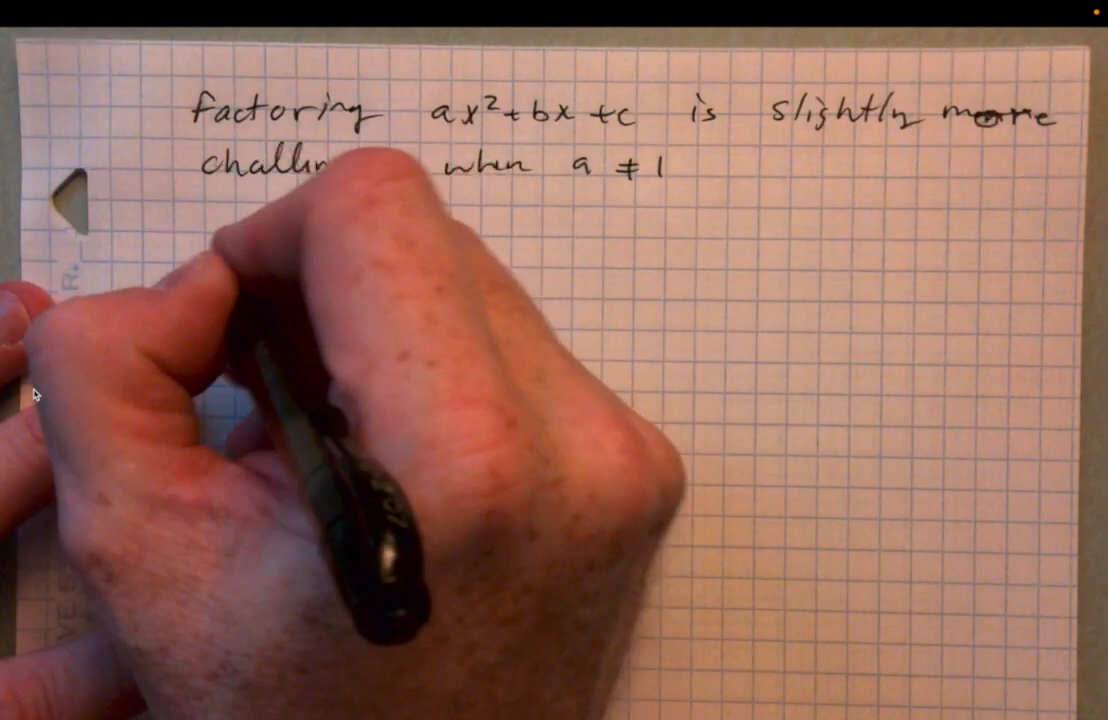 factoring ax²+bx+c is slightly more
when a ≠ 1
R.